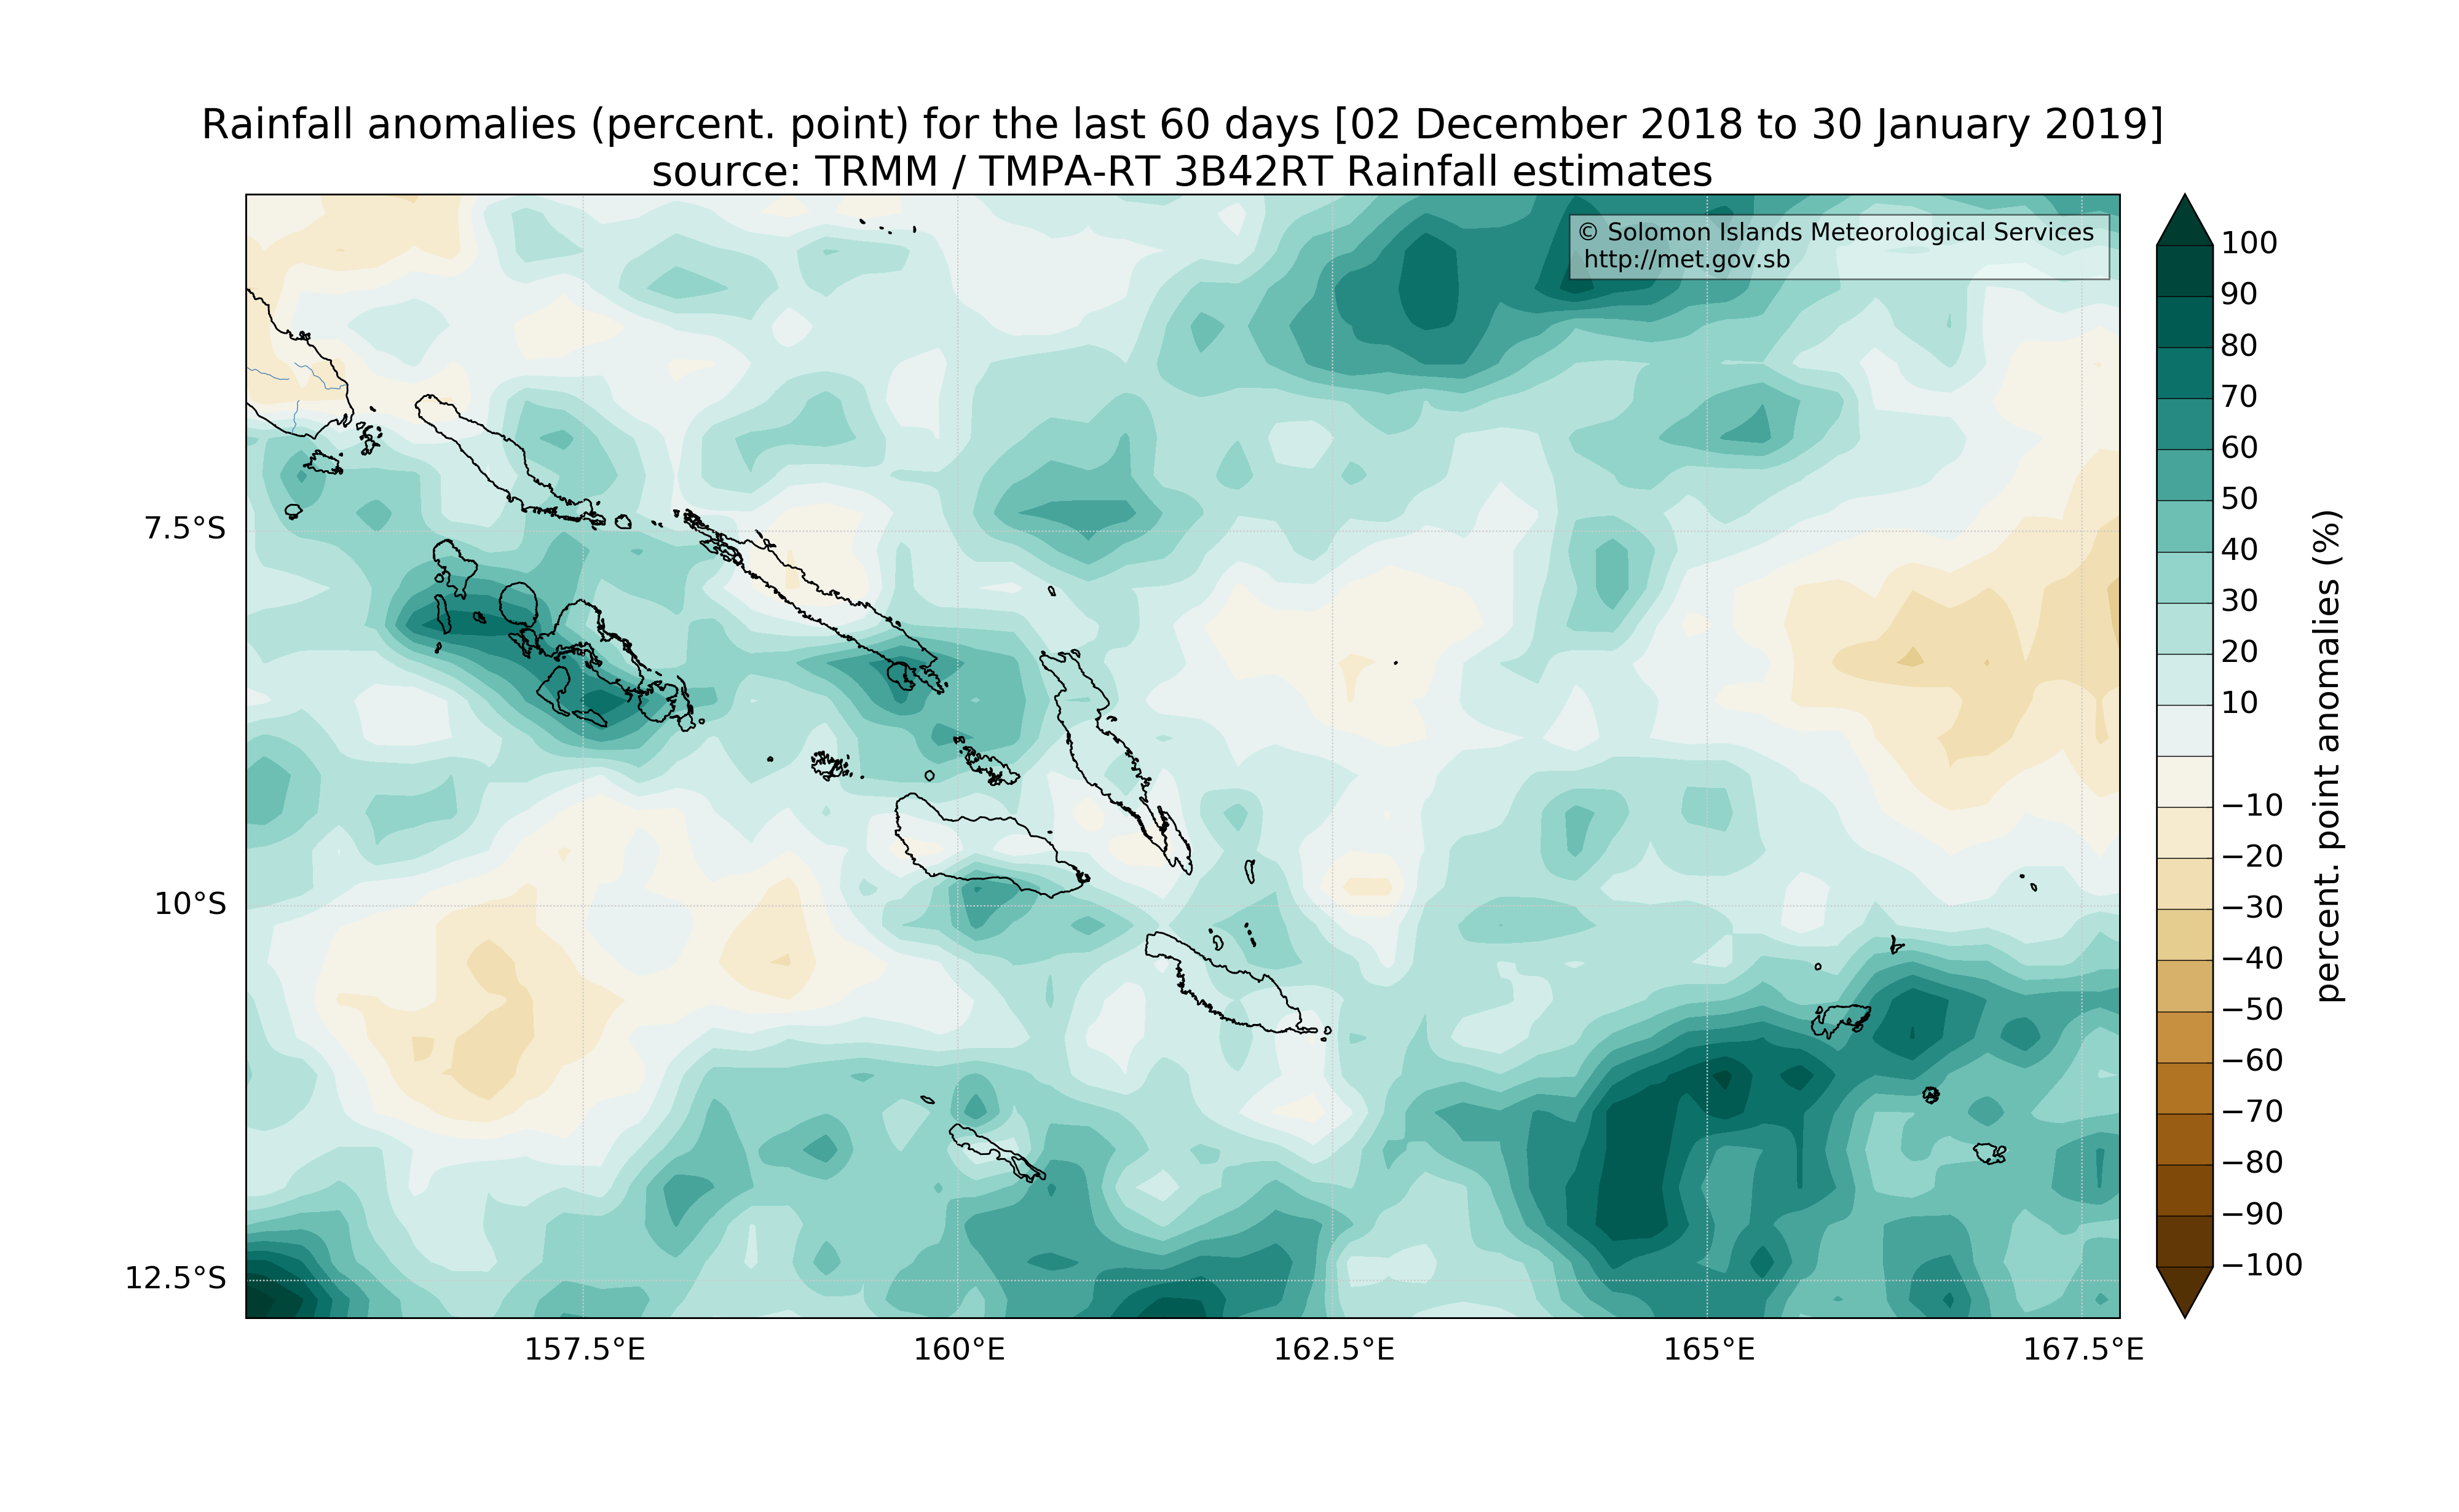 Rainfall anomalies (percent. point) for the last 60 days [02 December 2018 to 30 January 2019]
source: TRMM / TMPA-RT 3B42RT Rainfall estimates
© Solomon Islands Meteorological Services
http://met.gov.sb
7.5°S
10°S
12.5°S
157.5°E
160°E
162.5°E
165°E
167.5°E
100
90
80
70
60
50
40
30
20
10
−10
−20
−30
−40
−50
−60
−70
−80
−90
−100
percent. point anomalies (%)